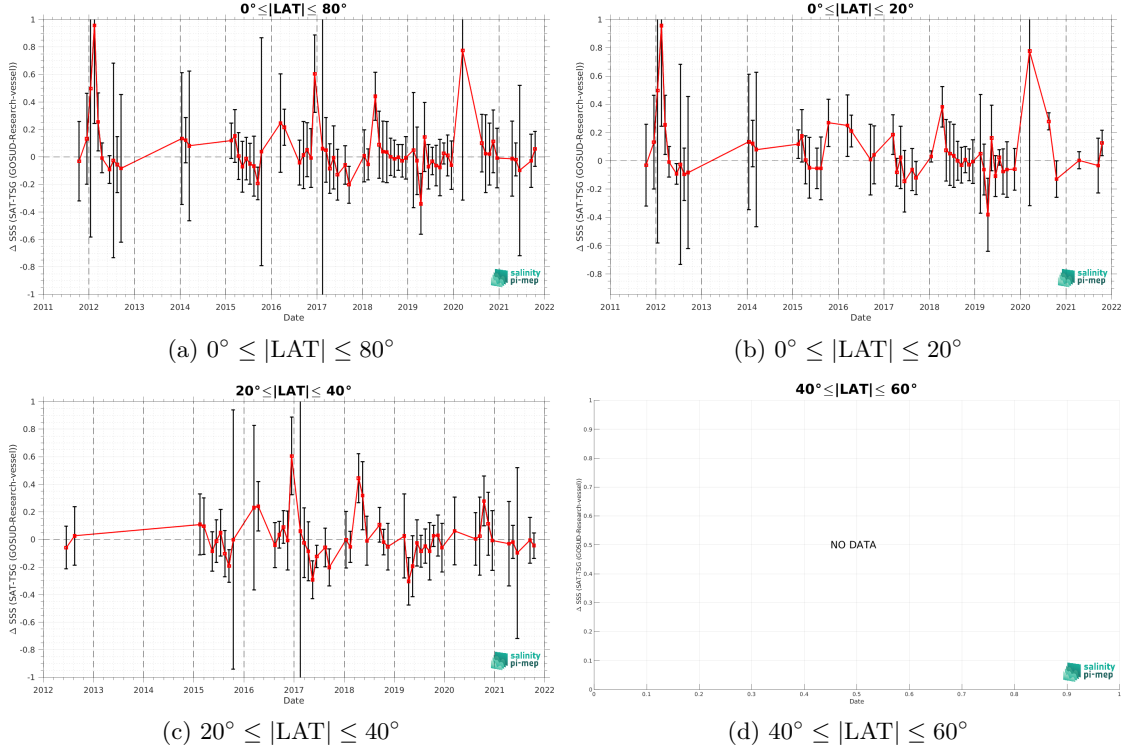 0°≤|LAT|≤ 80°
Δ SSS (SAT-TSG (GOSUD-Research-vessel))
1
0.8
0.6
0.4
0.2
0
-0.2
-0.4
-0.6
-0.8
-1
2011 2012 2013 2014 2015 2016 2017 2018 2019 2020 2021 2022
Date
salinity
pi-mep
(a) 0° ≤ |LAT| ≤ 80°
0°≤|LAT|≤ 20°
Δ SSS (SAT-TSG (GOSUD-Research-vessel))
1
0.8
0.6
0.4
0.2
0
-0.2
-0.4
-0.6
-0.8
2011 2012 2013 2014 2015 2016 2017 2018 2019 2020 2021 2022
Date
salinity
pi-mep
(b) 0° ≤ |LAT| ≤ 20°
20°≤|LAT|≤ 40°
Δ SSS (SAT-TSG (GOSUD-Research-vessel))
1
0.8
0.6
0.4
0.2
0
-0.2
-0.4
-0.6
-0.8
-1
2012 2013 2014 2015 2016 2017 2018 2019 2020 2021 2022
Date
salinity
pi-mep
(c) 20° ≤ |LAT| ≤ 40°
40°≤|LAT|≤ 60°
Δ SSS (SAT-TSG (GOSUD-Research-vessel))
1
0.9
0.8
0.7
0.6
0.5
0.4
0.3
0.2
0.1
0
NO DATA
0 0.1 0.2 0.3 0.4 0.5 0.6 0.7 0.8 0.9 1
Date
salinity
pi-mep
(d) 40° ≤ |LAT| ≤ 60°